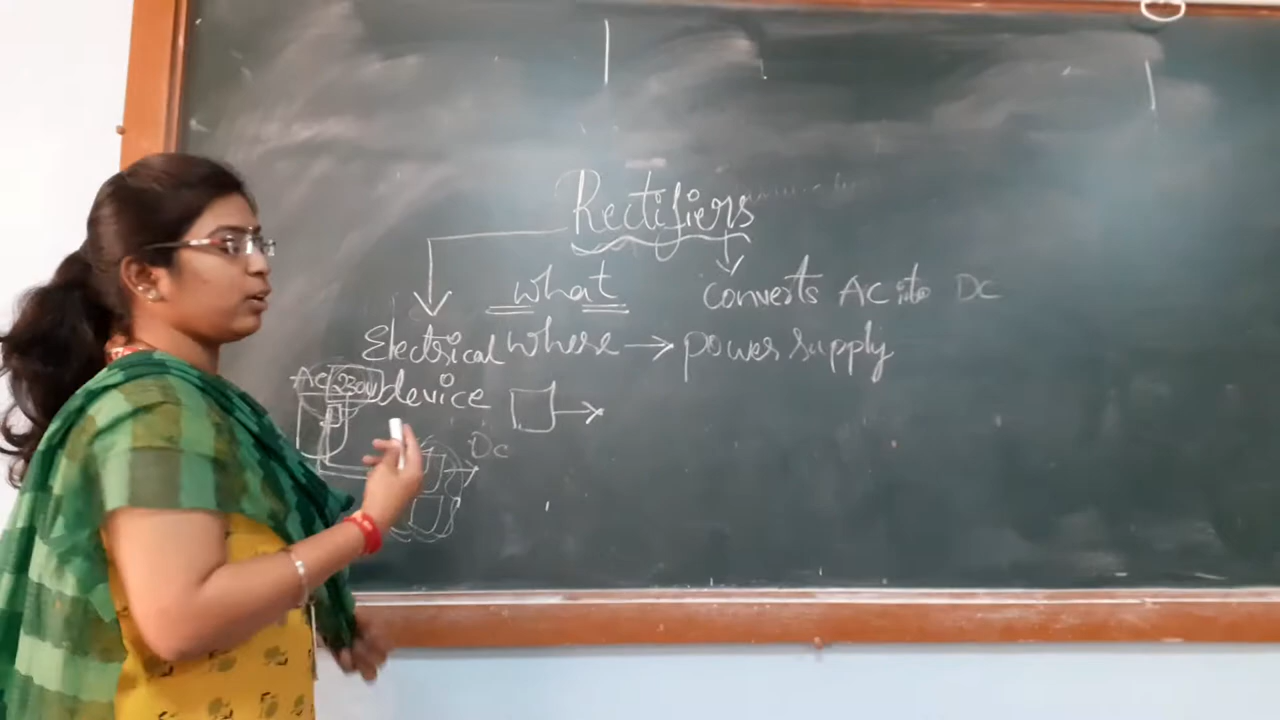 Rectifiers
what converts Ac into Dc
Electrical where → power supply
Ac 230v device
Dc